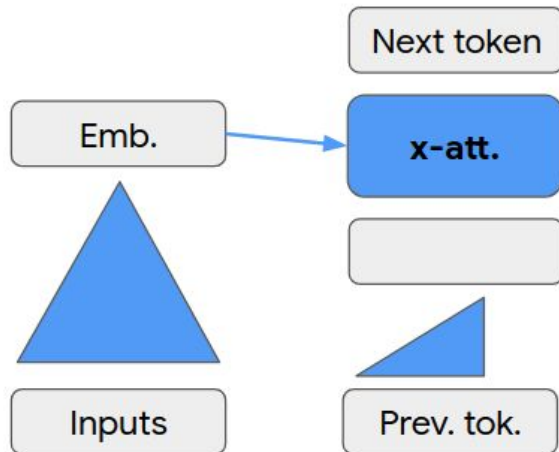 Next token
Emb.
x-att.
Inputs
Prev. tok.